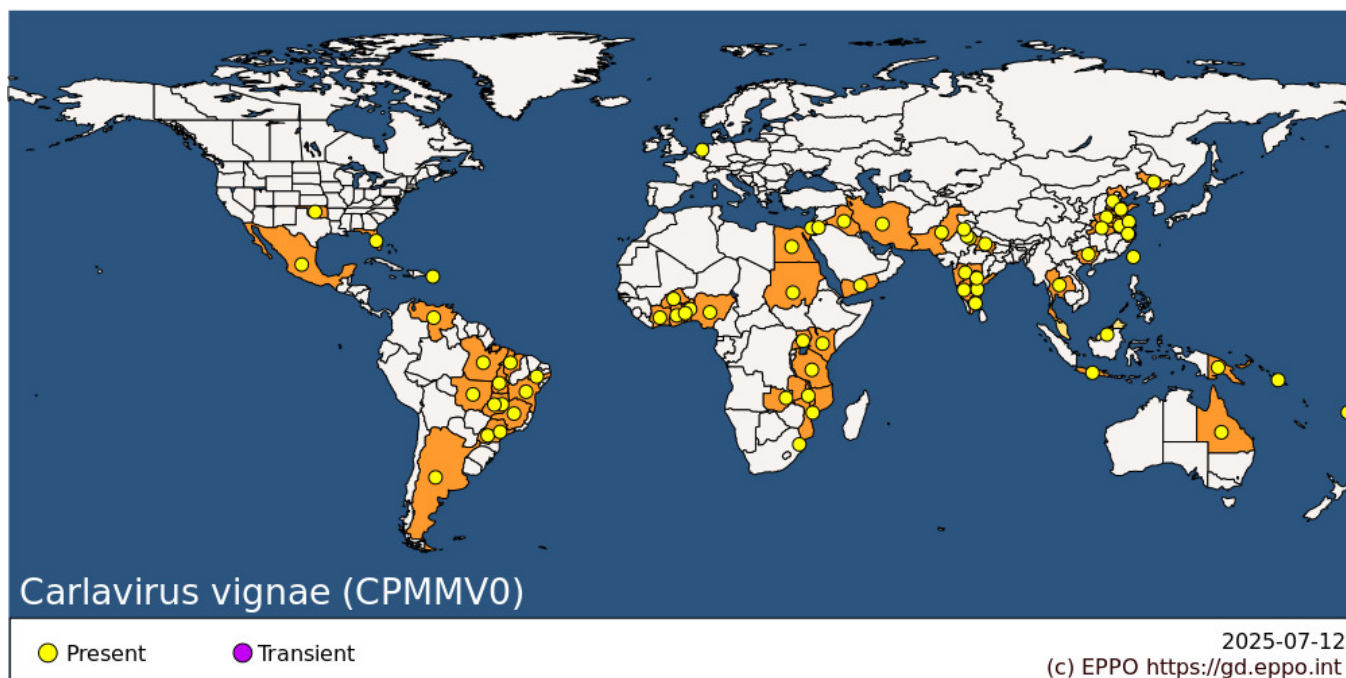 Carlavirus vignae (CPMMV0)
Present
Transient
2025-07-12
(c) EPPO https://gd.eppo.int